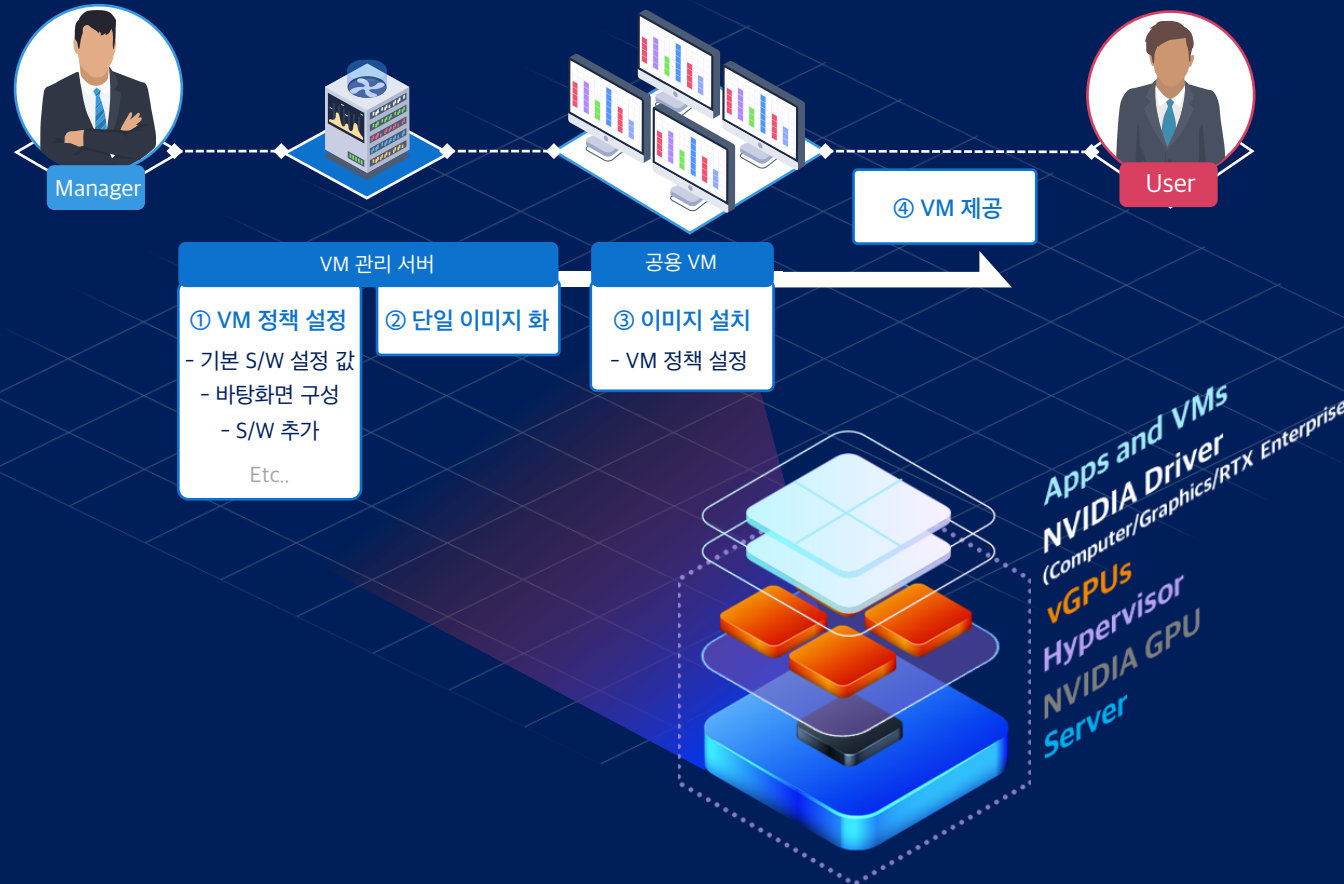 Manager
User
④ VM 제공
VM 관리 서버
공용 VM
① VM 정책 설정
- 기본 S/W 설정 값
- 바탕화면 구성
- S/W 추가
Etc..
② 단일 이미지 화
③ 이미지 설치
- VM 정책 설정
Apps and VMs
NVIDIA Driver
(Computer/Graphics/RTX Enterprise
vGPUs
Hypervisor
NVIDIA GPU
Server